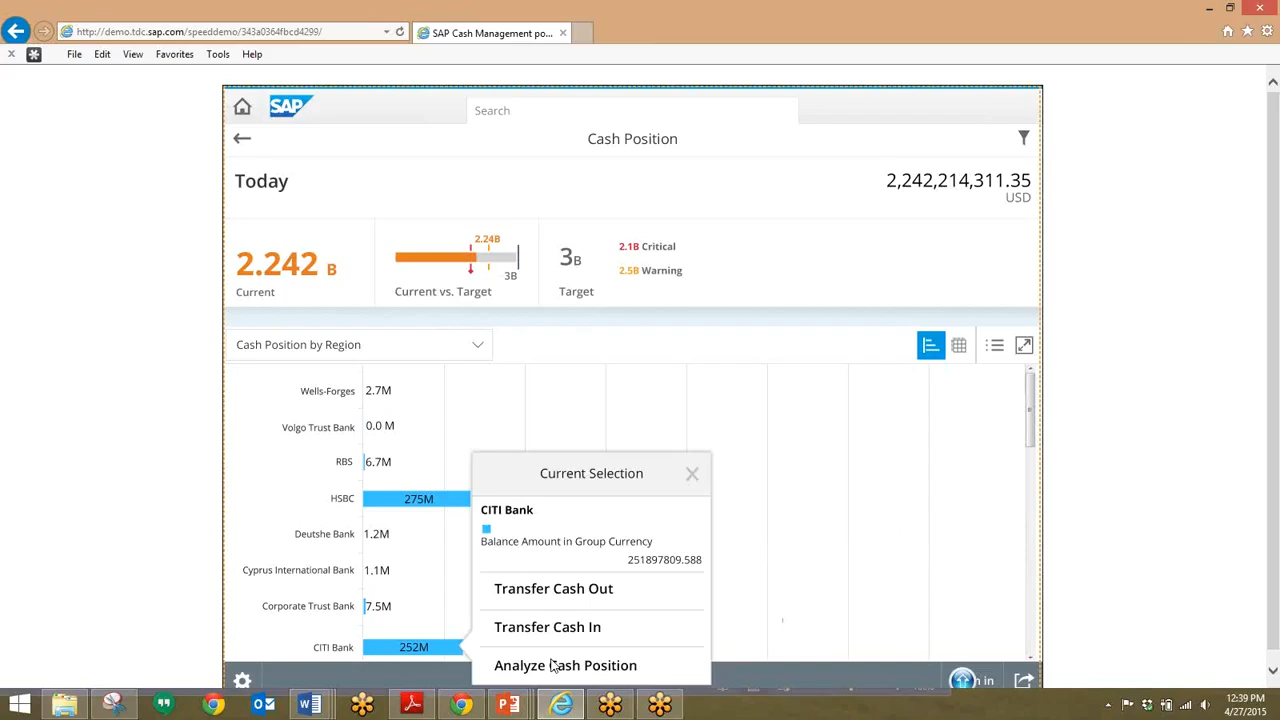 http://demo.tdc.sap.com/speeddemo/343a0364fbcd4299/
SAP Cash Management po...
File Edit View Favorites Tools Help
SAP
Search
Cash Position
Today
2,242,214,311.35
USD
2.242 B
Current
2.24B
3B
Current vs. Target
3B
Target
2.1B Critical
2.5B Warning
Cash Position by Region
Wells-Forges 2.7M
Volgo Trust Bank 0.0 M
RBS 6.7M
HSBC 275M
Deutshe Bank 1.2M
Cyprus International Bank 1.1M
Corporate Trust Bank 7.5M
CITI Bank 252M
Current Selection
CITI Bank
Balance Amount in Group Currency
251897809.588
Transfer Cash Out
Transfer Cash In
Analyze Cash Position
in
12:39 PM
4/27/2015